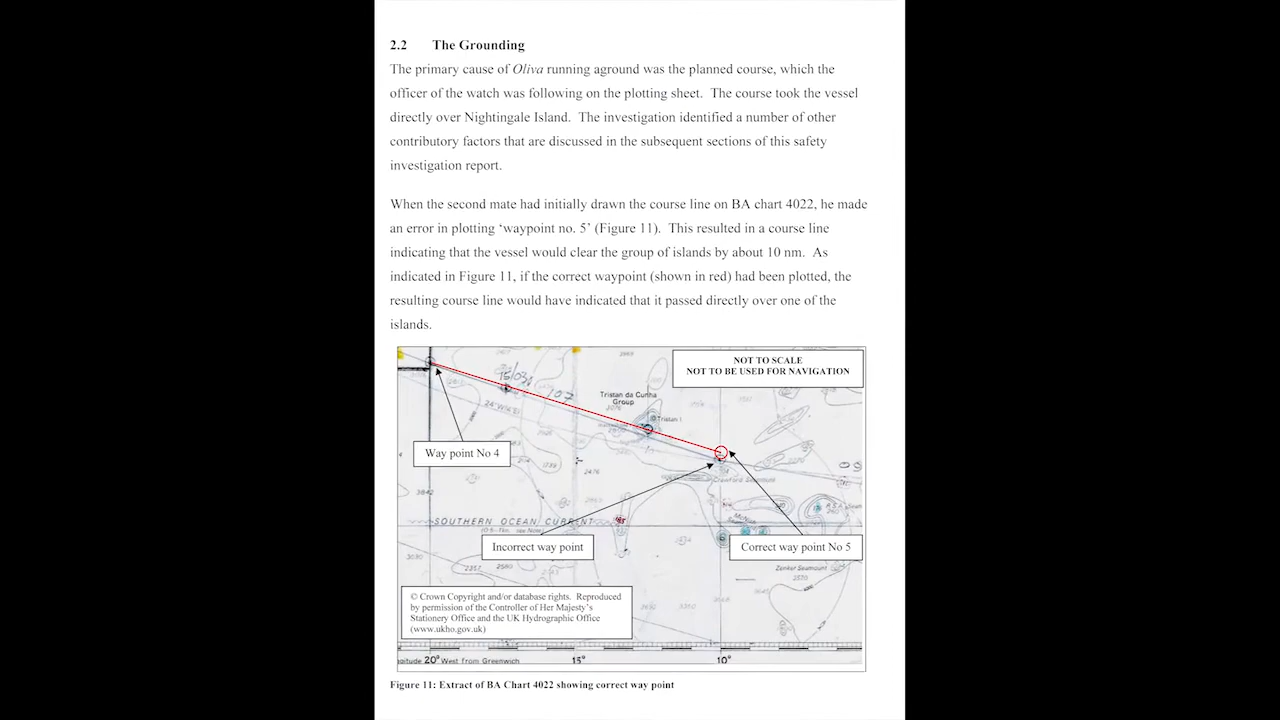 2.2 The Grounding
The primary cause of Oliva running aground was the planned course, which the
officer of the watch was following on the plotting sheet. The course took the vessel
directly over Nightingale Island. The investigation identified a number of other
contributory factors that are discussed in the subsequent sections of this safety
investigation report.
When the second mate had initially drawn the course line on BA chart 4022, he made
an error in plotting ‘waypoint no. 5’ (Figure 11). This resulted in a course line
indicating that the vessel would clear the group of islands by about 10 nm. As
indicated in Figure 11, if the correct waypoint (shown in red) had been plotted, the
resulting course line would have indicated that it passed directly over one of the
islands.
NOT TO SCALE
NOT TO BE USED FOR NAVIGATION
Tristan da Cunha
Group
Tristan I
Way point No 4
2476
Crawford Seamount
3842
SOUTHERN OCEAN CURRENT
Incorrect way point
Correct way point No 5
Zenker Seamount
2357 2580
© Crown Copyright and/or database rights. Reproduced
by permission of the Controller of Her Majesty’s
Stationery Office and the UK Hydrographic Office
(www.ukho.gov.uk)
20° West from Greenwich 15° 10°
Figure 11: Extract of BA Chart 4022 showing correct way point